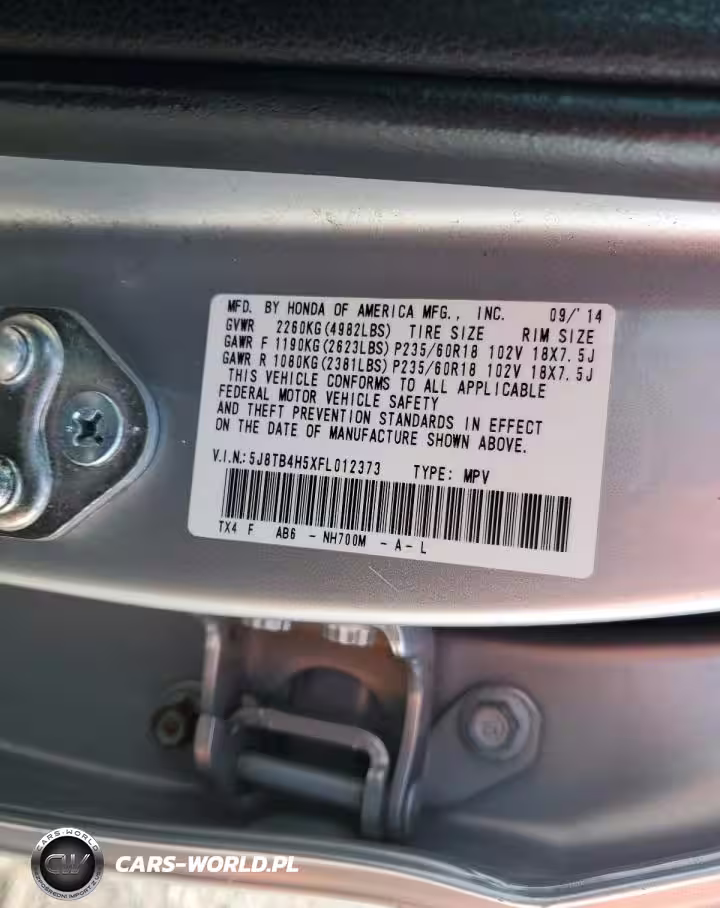 MFD. BY HONDA OF AMERICA MFG., INC. 09/'14
GVWR 2260KG(4982LBS) TIRE SIZE RIM SIZE
GAWR F 1190KG(2623LBS) P235/60R18 102V 18X7.5J
GAWR R 1080KG(2381LBS) P235/60R18 102V 18X7.5J
THIS VEHICLE CONFORMS TO ALL APPLICABLE
FEDERAL MOTOR VEHICLE SAFETY
AND THEFT PREVENTION STANDARDS IN EFFECT
ON THE DATE OF MANUFACTURE SHOWN ABOVE.
V.I.N.: 5J8TB4H5XFL012373 TYPE: MPV
TX4 F AB6 - NH700M - A - L
CARS-WORLD
CW
CARS-WORLD.PL